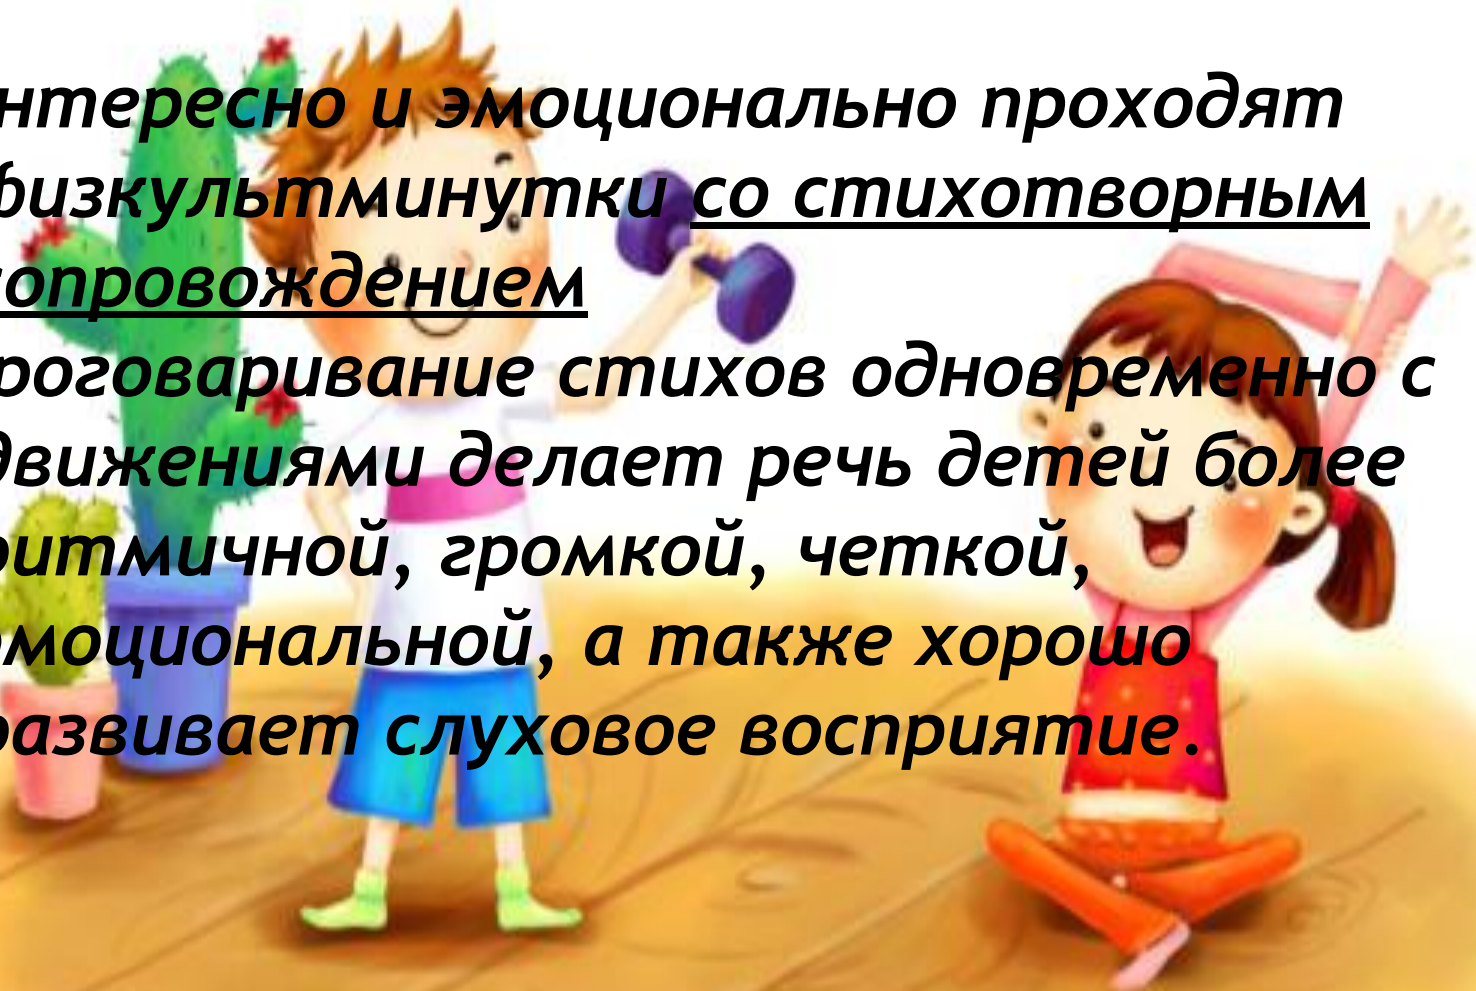 нтересно и эмоционально проходят
физкультминутки со стихотворным
сопровождением
роговаривание стихов одновременно с
движениями делает речь детей более
ритмичной, громкой, четкой,
эмоциональной, а также хорошо
развивает слуховое восприятие.